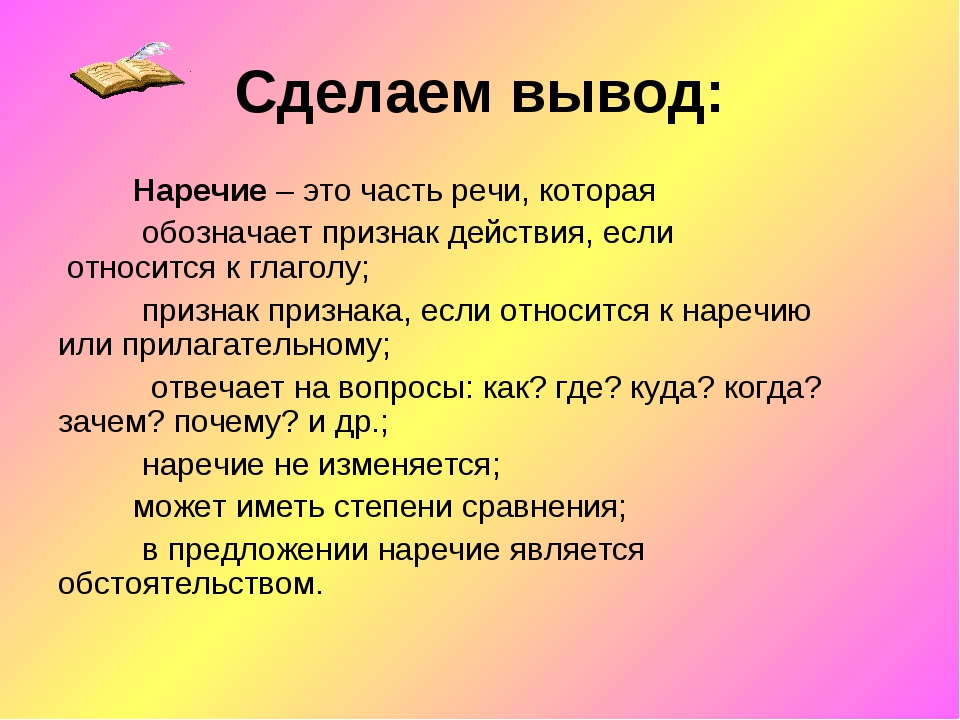 Сделаем вывод:
Наречие – это часть речи, которая
обозначает признак действия, если
относится к глаголу;
признак признака, если относится к наречию
или прилагательному;
отвечает на вопросы: как? где? куда? когда?
зачем? почему? и др.;
наречие не изменяется;
может иметь степени сравнения;
в предложении наречие является
обстоятельством.